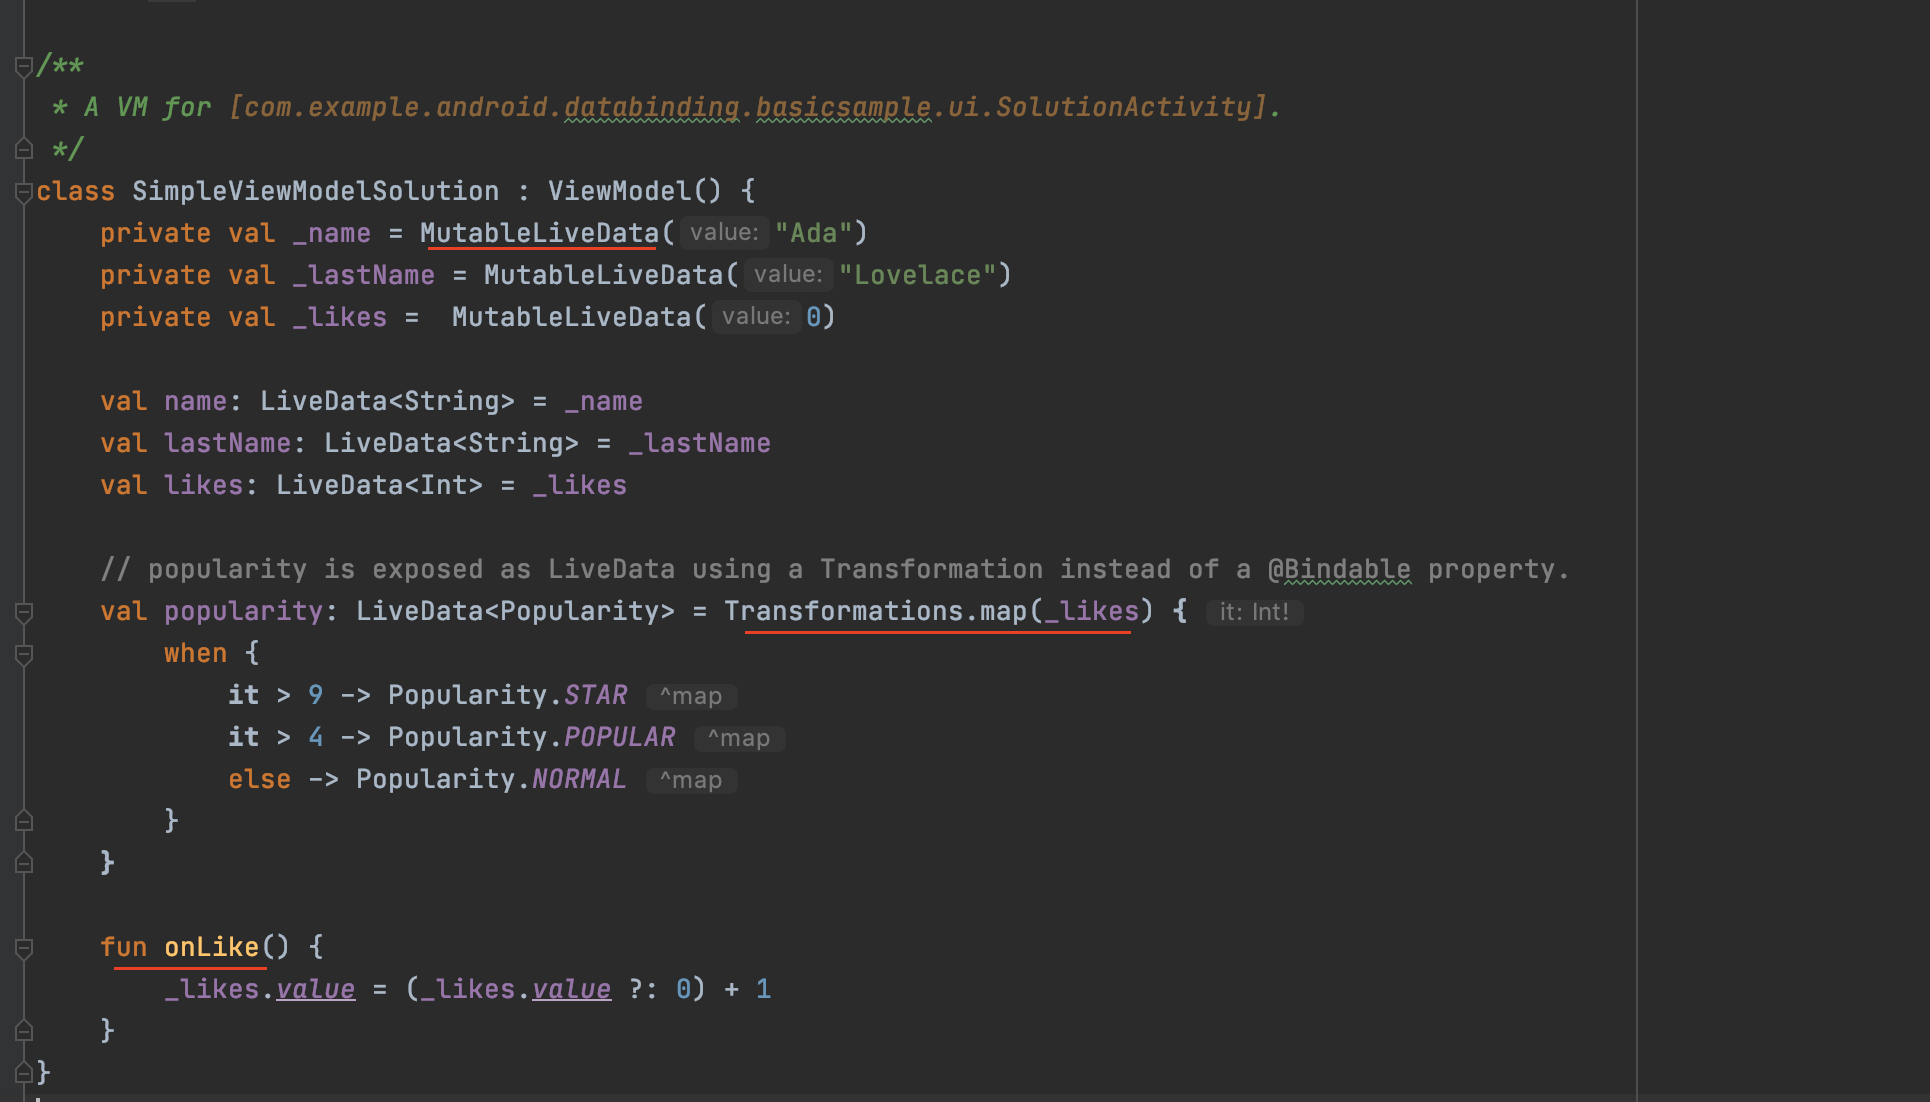 /**
 * A VM for [com.example.android.databinding.basicsample.ui.SolutionActivity].
 */
class SimpleViewModelSolution : ViewModel() {
    private val _name = MutableLiveData( value: "Ada")
    private val _lastName = MutableLiveData( value: "Lovelace")
    private val _likes =  MutableLiveData( value: 0)
    val name: LiveData<String> = _name
    val lastName: LiveData<String> = _lastName
    val likes: LiveData<Int> = _likes
    // popularity is exposed as LiveData using a Transformation instead of a @Bindable property.
    val popularity: LiveData<Popularity> = Transformations.map(_likes) { it: Int!
        when {
            it > 9 -> Popularity.STAR ^map
            it > 4 -> Popularity.POPULAR ^map
            else -> Popularity.NORMAL ^map
        }
    }
    fun onLike() {
        _likes.value = (_likes.value ?: 0) + 1
    }
}